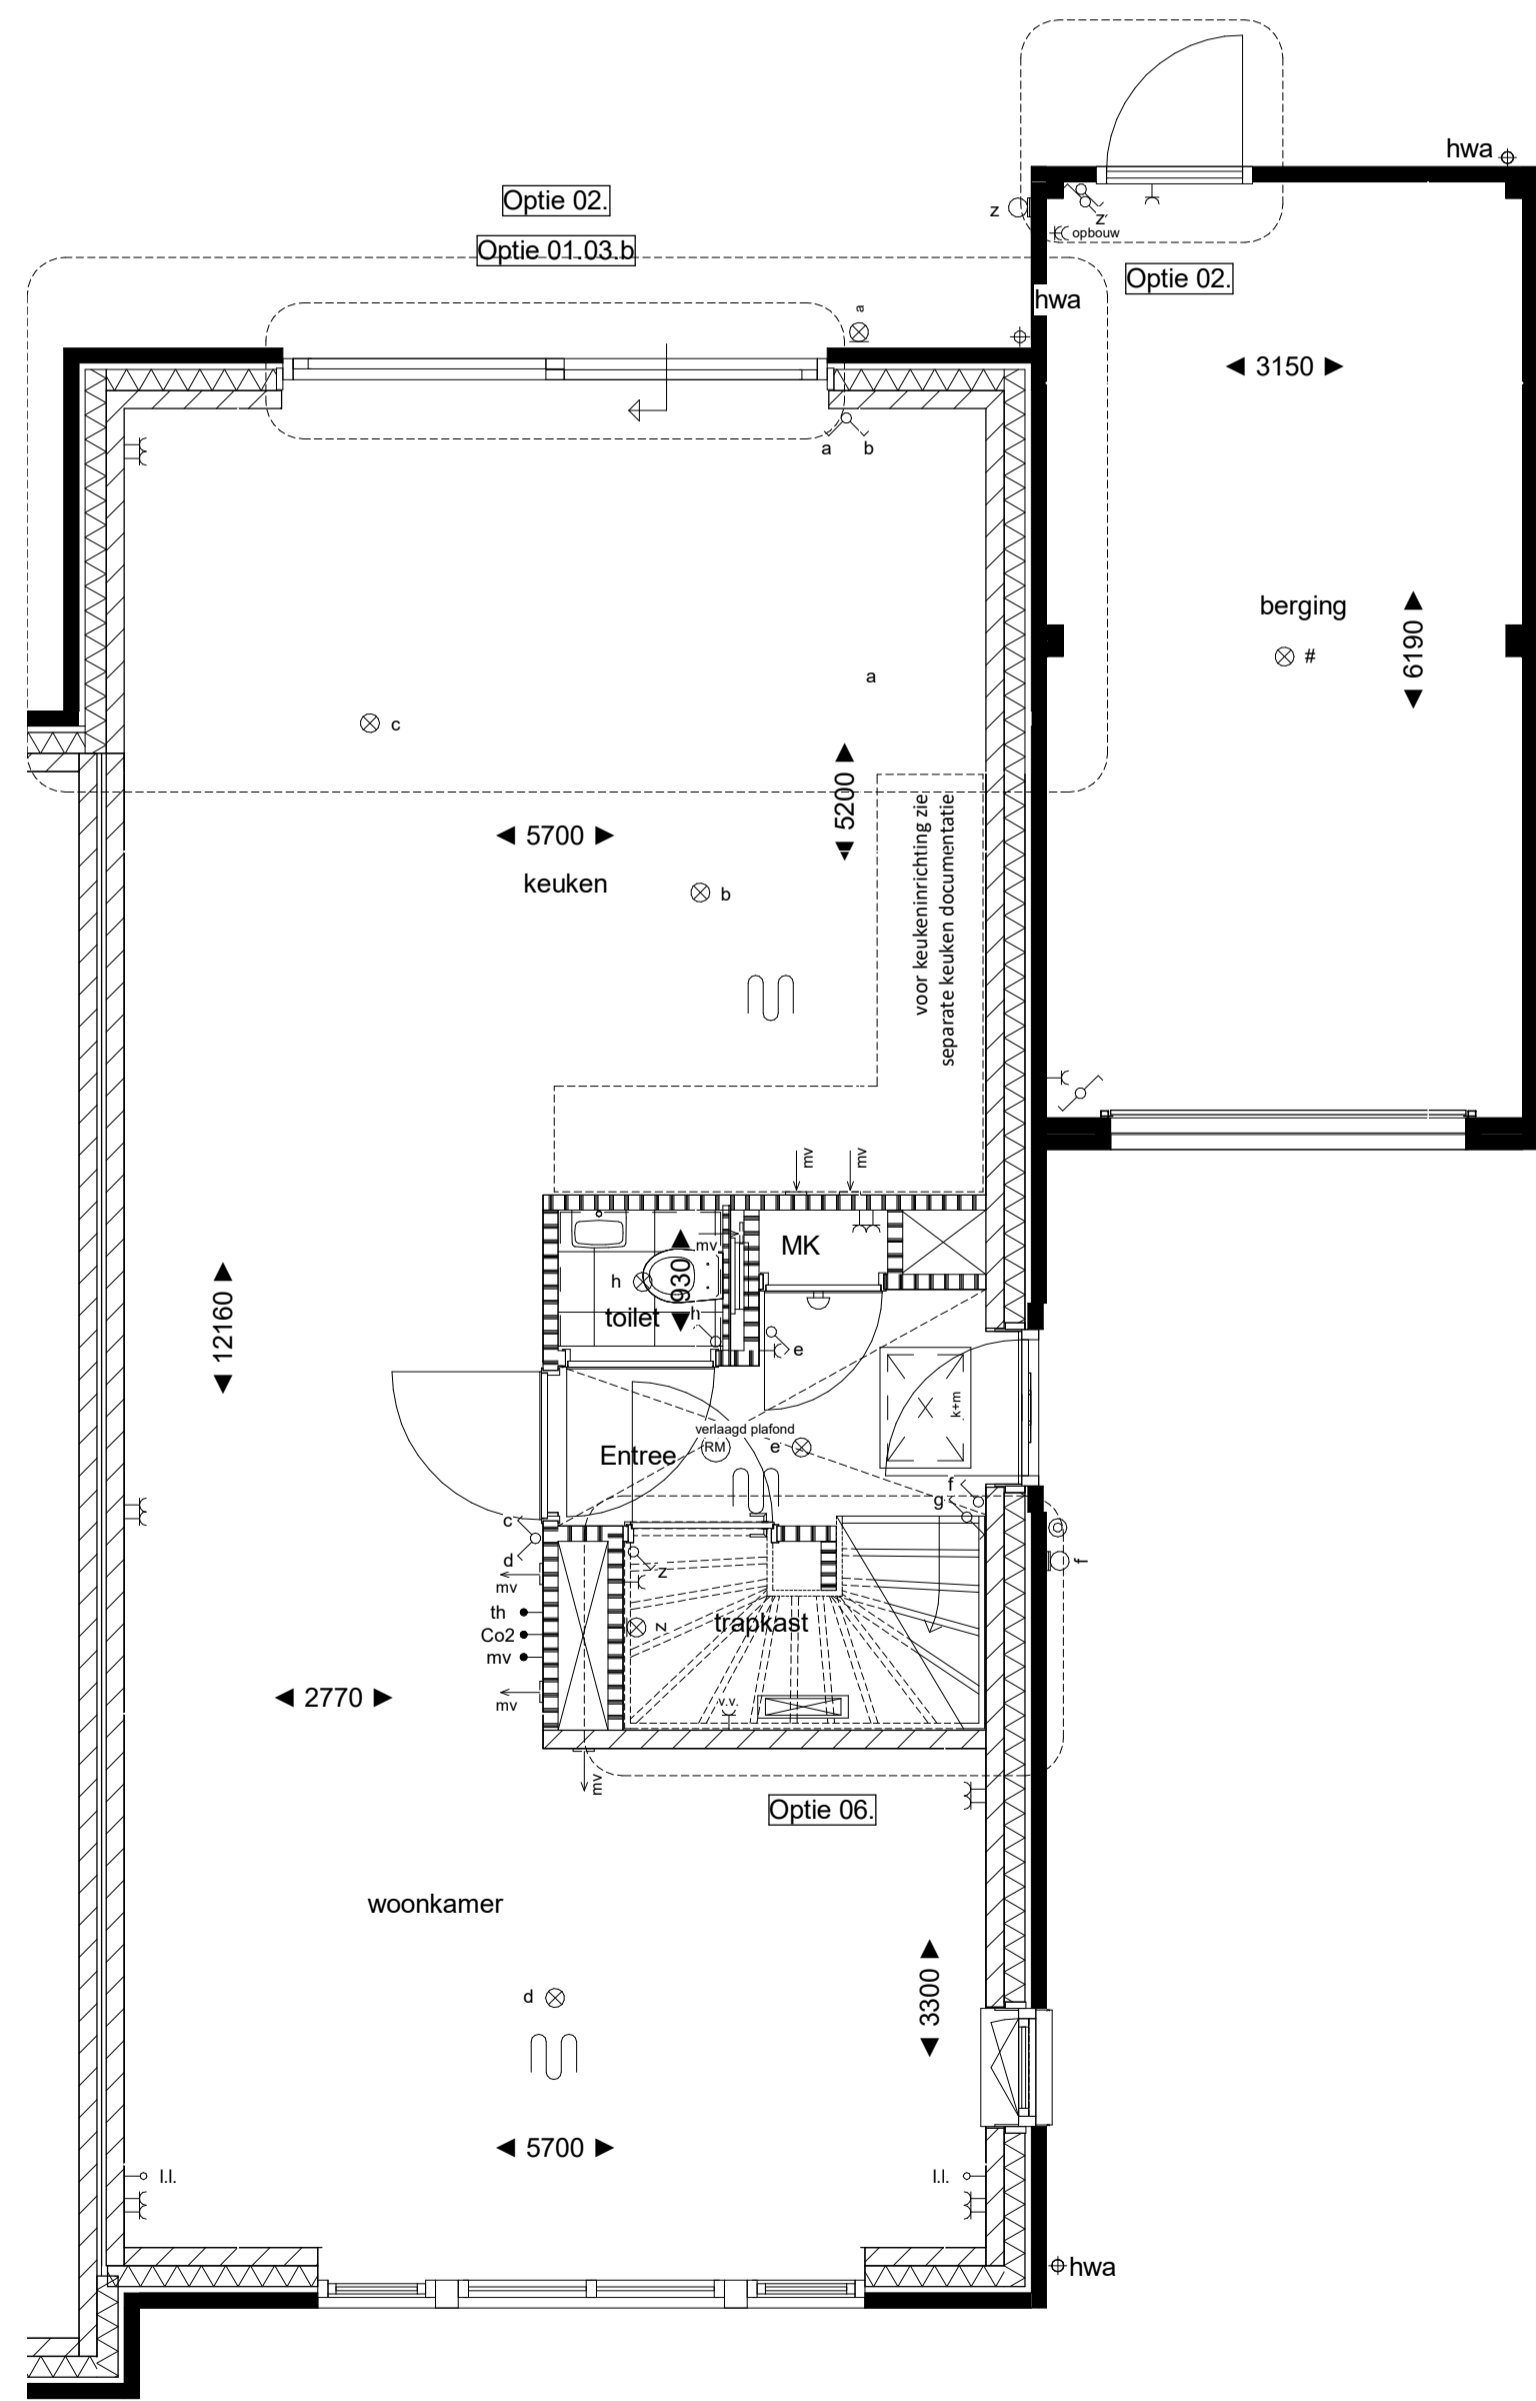 hwa
Optie 02.
z
z
opbouw
Optie 01.03.b
Optie 02.
hwa
a
3150
a b
berging
6190
#
a
c
5200
5700
voor keukeninrichting zie
separate keuken documentatie
keuken
b
mv
mv
mv
MK
930
h
toilet
h
12160
e
k+m
verlaagd plafond
Entree
RM
e
f
g
c
d
f
mv
z
th
z
trapkast
Co2
mv
2770
mv
v.v.
mv
Optie 06.
woonkamer
3300
d
5700
l.l.
l.l.
hwa